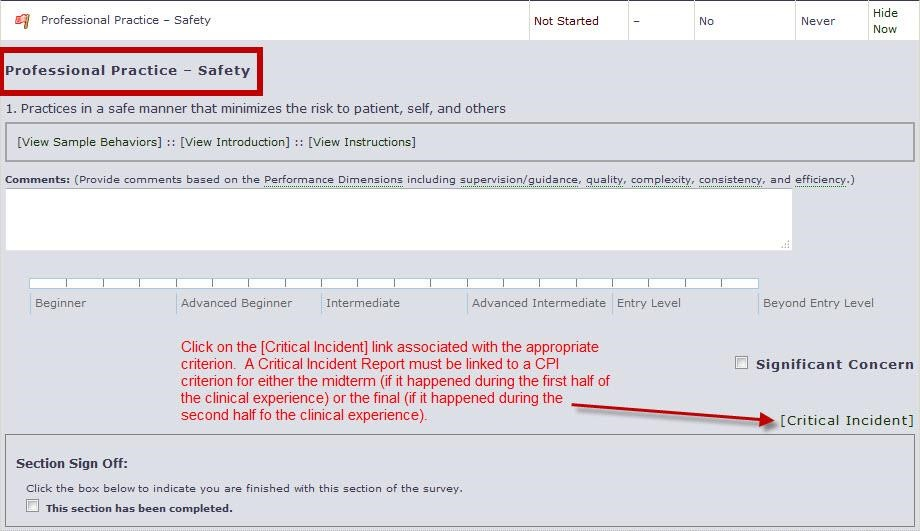 Professional Practice – Safety Not Started – No Never Hide
Now
Professional Practice – Safety
1. Practices in a safe manner that minimizes the risk to patient, self, and others
[View Sample Behaviors] :: [View Introduction] :: [View Instructions]
Comments: (Provide comments based on the Performance Dimensions including supervision/guidance, quality, complexity, consistency, and efficiency.)
Beginner Advanced Beginner Intermediate Advanced Intermediate Entry Level Beyond Entry Level
Click on the [Critical Incident] link associated with the appropriate
criterion. A Critical Incident Report must be linked to a CPI
criterion for either the midterm (if it happened during the first half of
the clinical experience) or the final (if it happened during the
second half fo the clinical experience).
Significant Concern
[Critical Incident]
Section Sign Off:
Click the box below to indicate you are finished with this section of the survey.
This section has been completed.